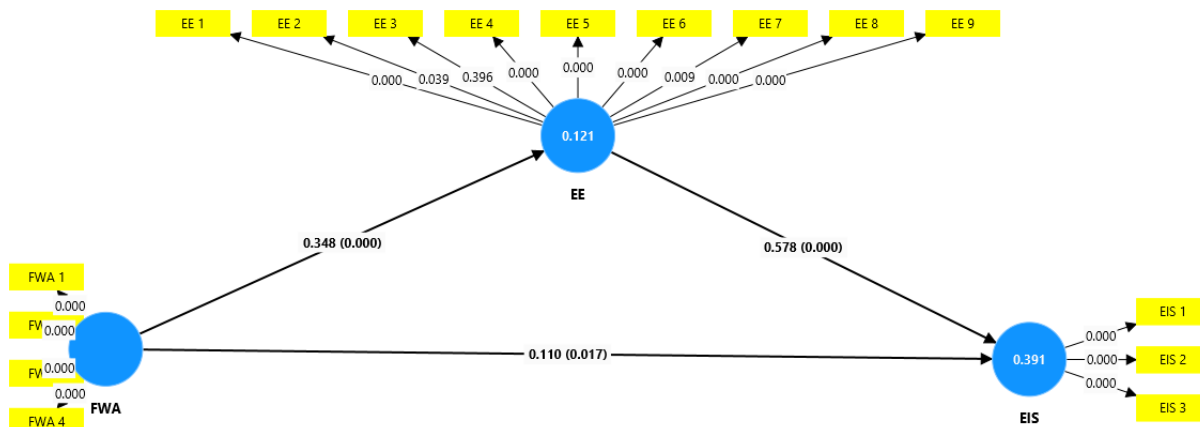 EE 1
EE 2
EE 3
EE 4
EE 5
EE 6
EE 7
EE 8
EE 9
0.000
0.039
0.396
0.000
0.000
0.000
0.009
0.000
0.000
0.121
EE
0.348 (0.000)
0.578 (0.000)
FWA 1
0.000
0.000
0.000
0.000
FWA 4
FWA
0.110 (0.017)
0.391
EIS
0.000
0.000
0.000
EIS 1
EIS 2
EIS 3